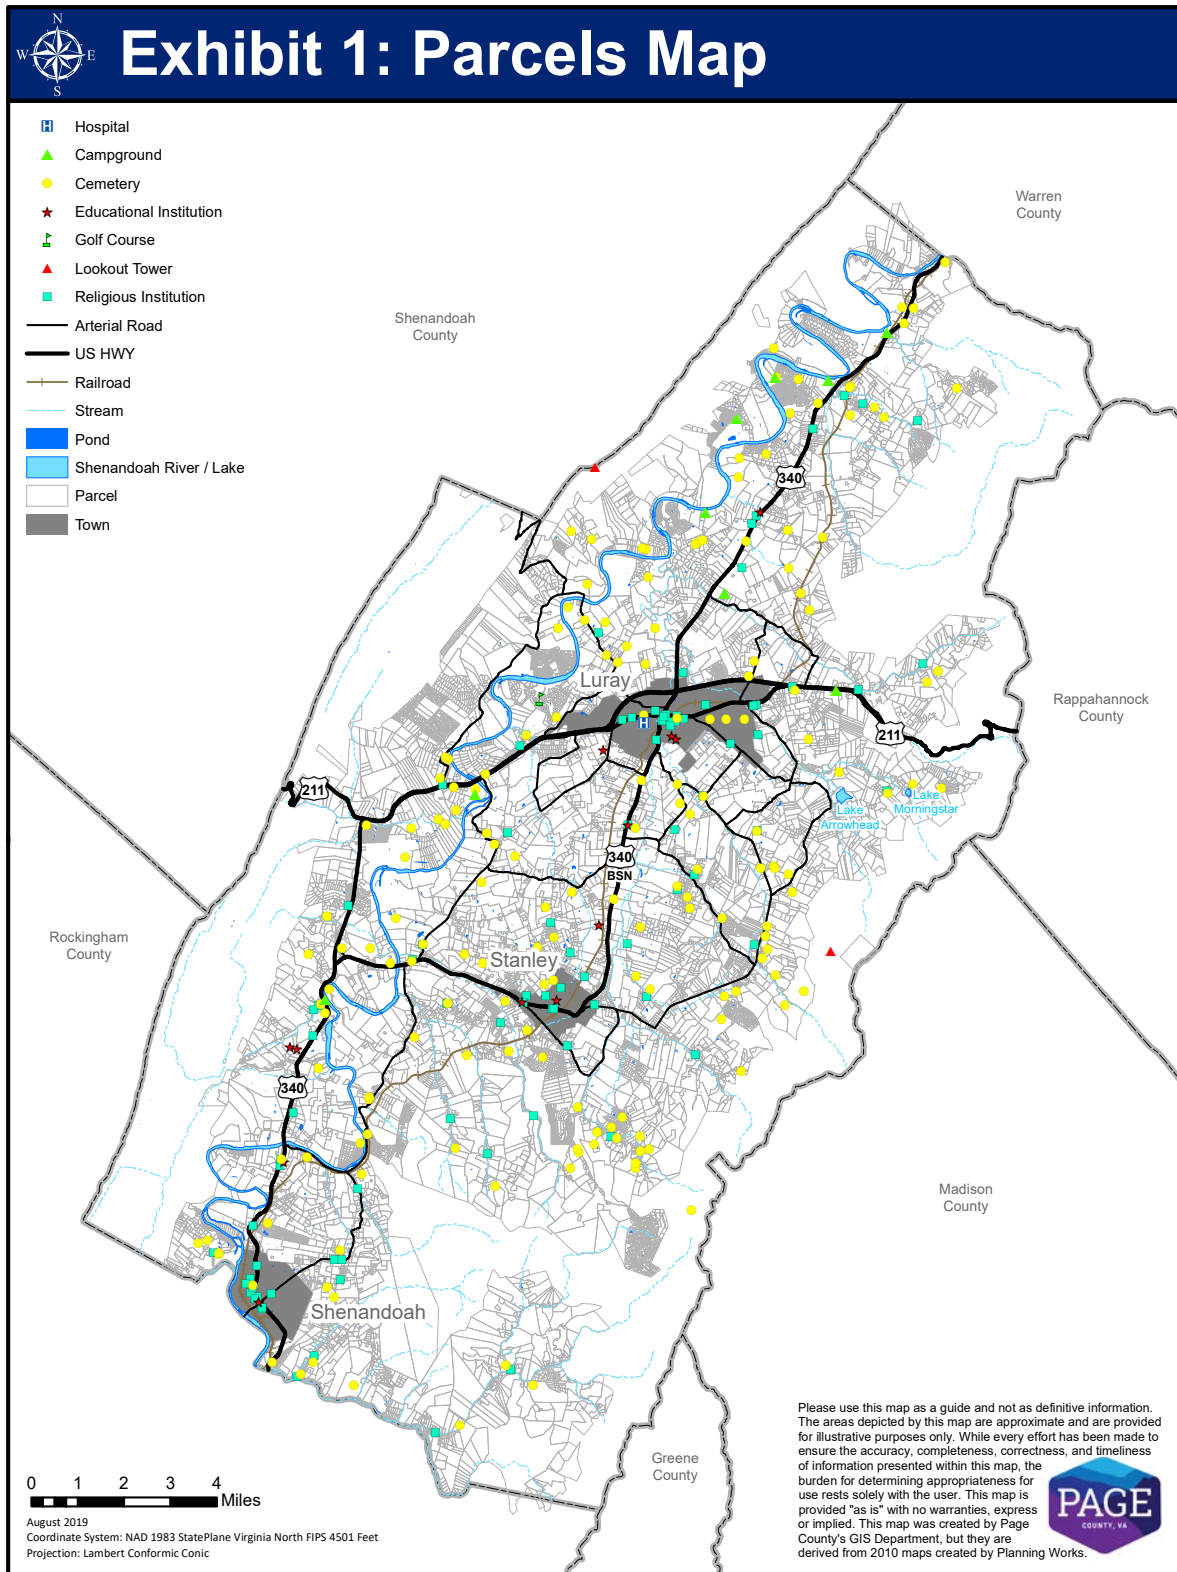 N
W
E
S
Exhibit 1: Parcels Map
H Hospital
Campground
Cemetery
Educational Institution
Golf Course
Lookout Tower
Religious Institution
Arterial Road
US HWY
Railroad
Stream
Pond
Shenandoah River / Lake
Parcel
Town
Warren
County
Shenandoah
County
340
Luray
H
Rappahannock
County
211
211
Lake
Morningstar
Lake
Arrowhead
340
BSN
Rockingham
County
Stanley
340
Madison
County
Shenandoah
Greene
County
0 1 2 3 4
Miles
August 2019
Coordinate System: NAD 1983 StatePlane Virginia North FIPS 4501 Feet
Projection: Lambert Conformic Conic
Please use this map as a guide and not as definitive information.
The areas depicted by this map are approximate and are provided
for illustrative purposes only. While every effort has been made to
ensure the accuracy, completeness, correctness, and timeliness
of information presented within this map, the
burden for determining appropriateness for
use rests solely with the user. This map is
provided "as is" with no warranties, express
or implied. This map was created by Page
County's GIS Department, but they are
derived from 2010 maps created by Planning Works.
PAGE
COUNTY, VA